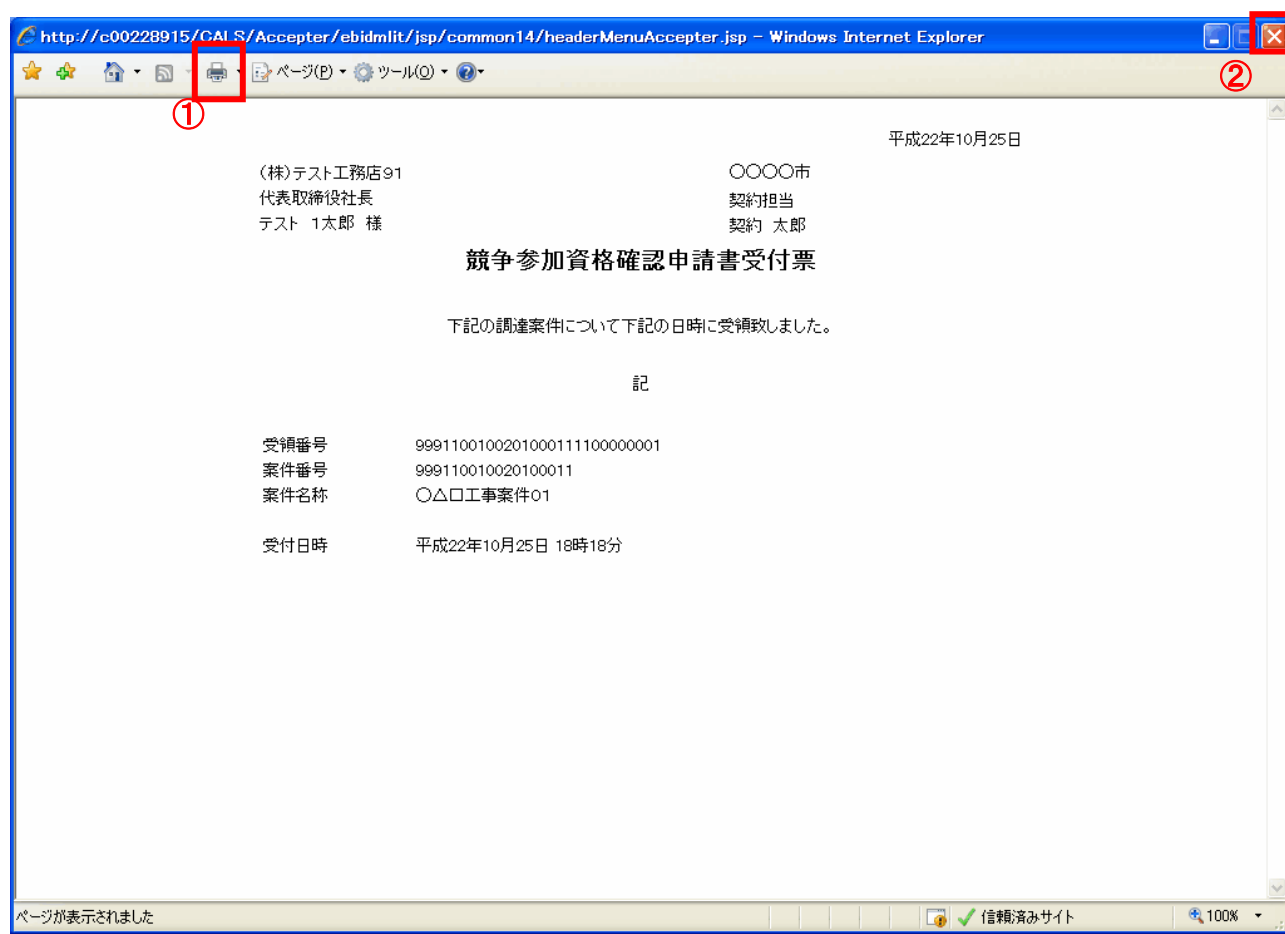 http://c00228915/CALS/Accepter/ebidmlit/jsp/common14/headerMenuAccepter.jsp - Windows Internet Explorer
ページ(P) ツール(O)
① ②
平成22年10月25日
(株)テスト工務店91 〇〇〇〇市
代表取締役社長 契約担当
テスト 1太郎 様 契約 太郎
競争参加資格確認申請書受付票
下記の調達案件について下記の日時に受領致しました。
記
受領番号 9991100100201000111100000001
案件番号 999110010020100011
案件名称 〇△口工事案件01
受付日時 平成22年10月25日 18時18分
ページが表示されました 信頼済みサイト 100%